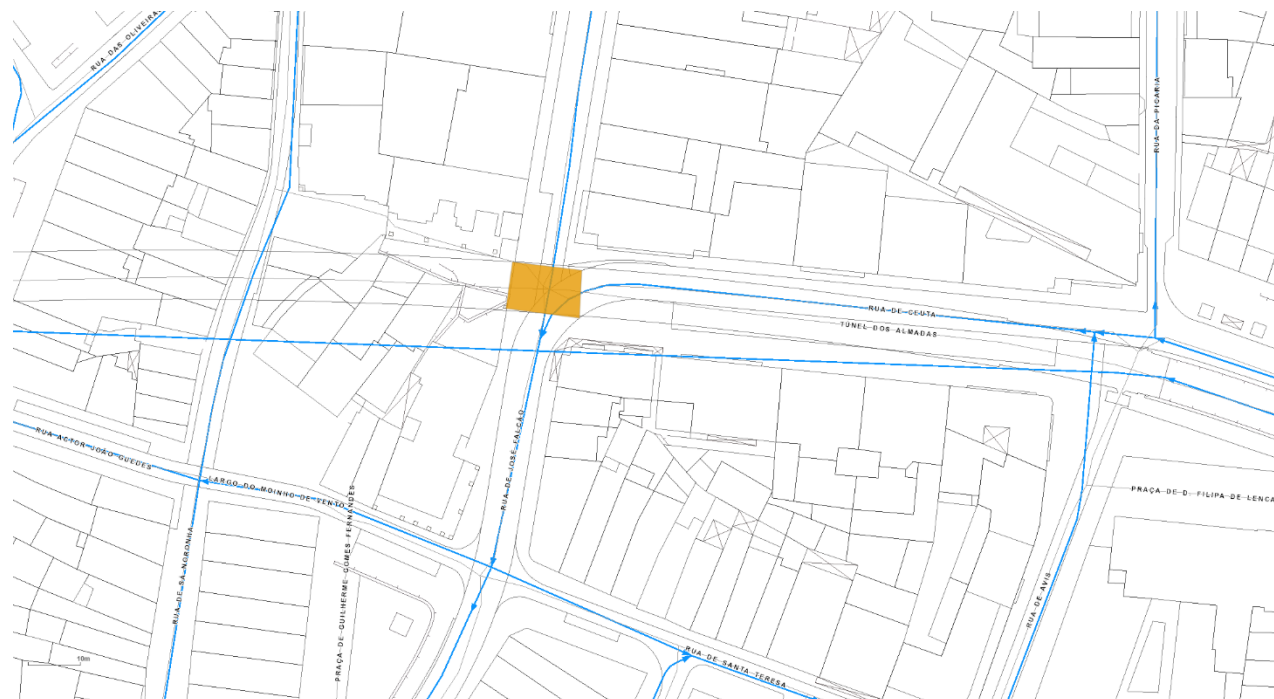 RUA DAS OLIVEIRA
RUA DA PICARIA
RUA DE CEUTA
TÚNEL DOS ALMADAS
RUA ACTOR JOÃO GUEDES
LARGO DO MOINHO DE VENTO
RUA DE JOSÉ FALCÃO
PRAÇA DE D. FILIPA DE LENCA
RUA DE SÁ NORONHA
PRAÇA DE GUILHERME GOMES FERNANDES
RUA DE AVIS
RUA DE SANTA TERESA
10m